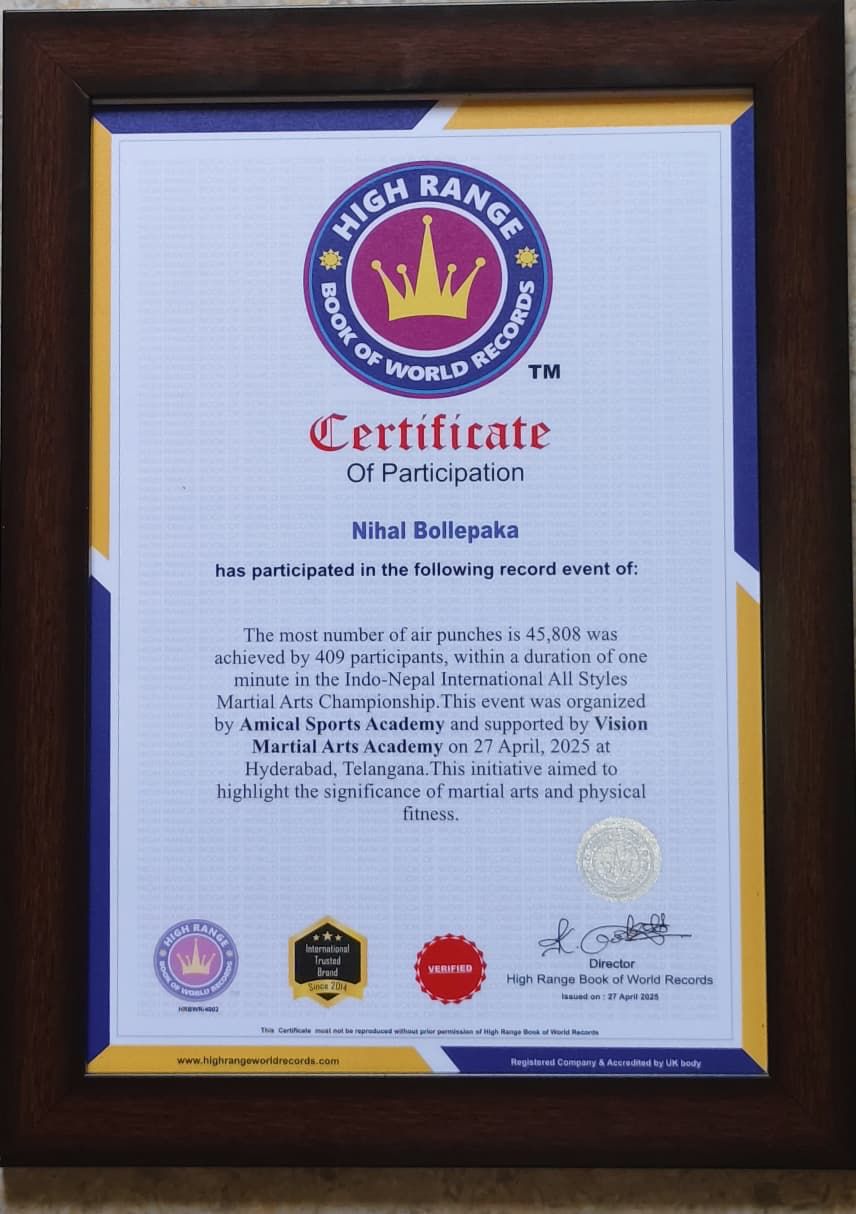 HIGH RANGE
BOOK OF WORLD RECORDS
TM
Certificate
Of Participation
Nihal Bollepaka
has participated in the following record event of:
The most number of air punches is 45,808 was
achieved by 409 participants, within a duration of one
minute in the Indo-Nepal International All Styles
Martial Arts Championship.This event was organized
by Amical Sports Academy and supported by Vision
Martial Arts Academy on 27 April, 2025 at
Hyderabad, Telangana.This initiative aimed to
highlight the significance of martial arts and physical
fitness.
HIGH RANGE
BOOK OF WORLD RECORDS
International
Trusted
Brand
Since 2014
VERIFIED
Director
High Range Book of World Records
Issued on : 27 April 2025
This Certificate must not be reproduced without prior permission of High Range Book of World Records
www.highrangeworldrecords.com
Registered Company & Accredited by UK body